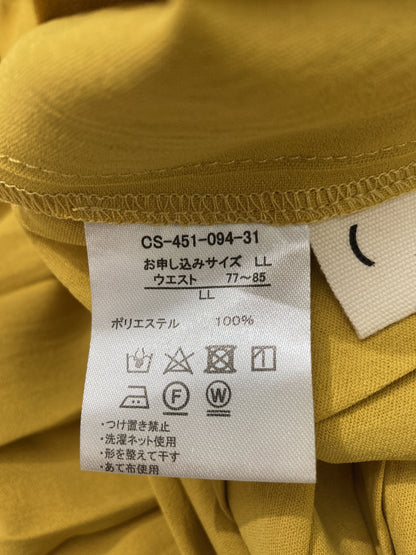 CS-451-094-31
お申し込みサイズ LL
ウエスト 77〜85
LL
ポリエステル 100%
F W
・つけ置き禁止
・洗濯ネット使用
・形を整えて干す
・あて布使用